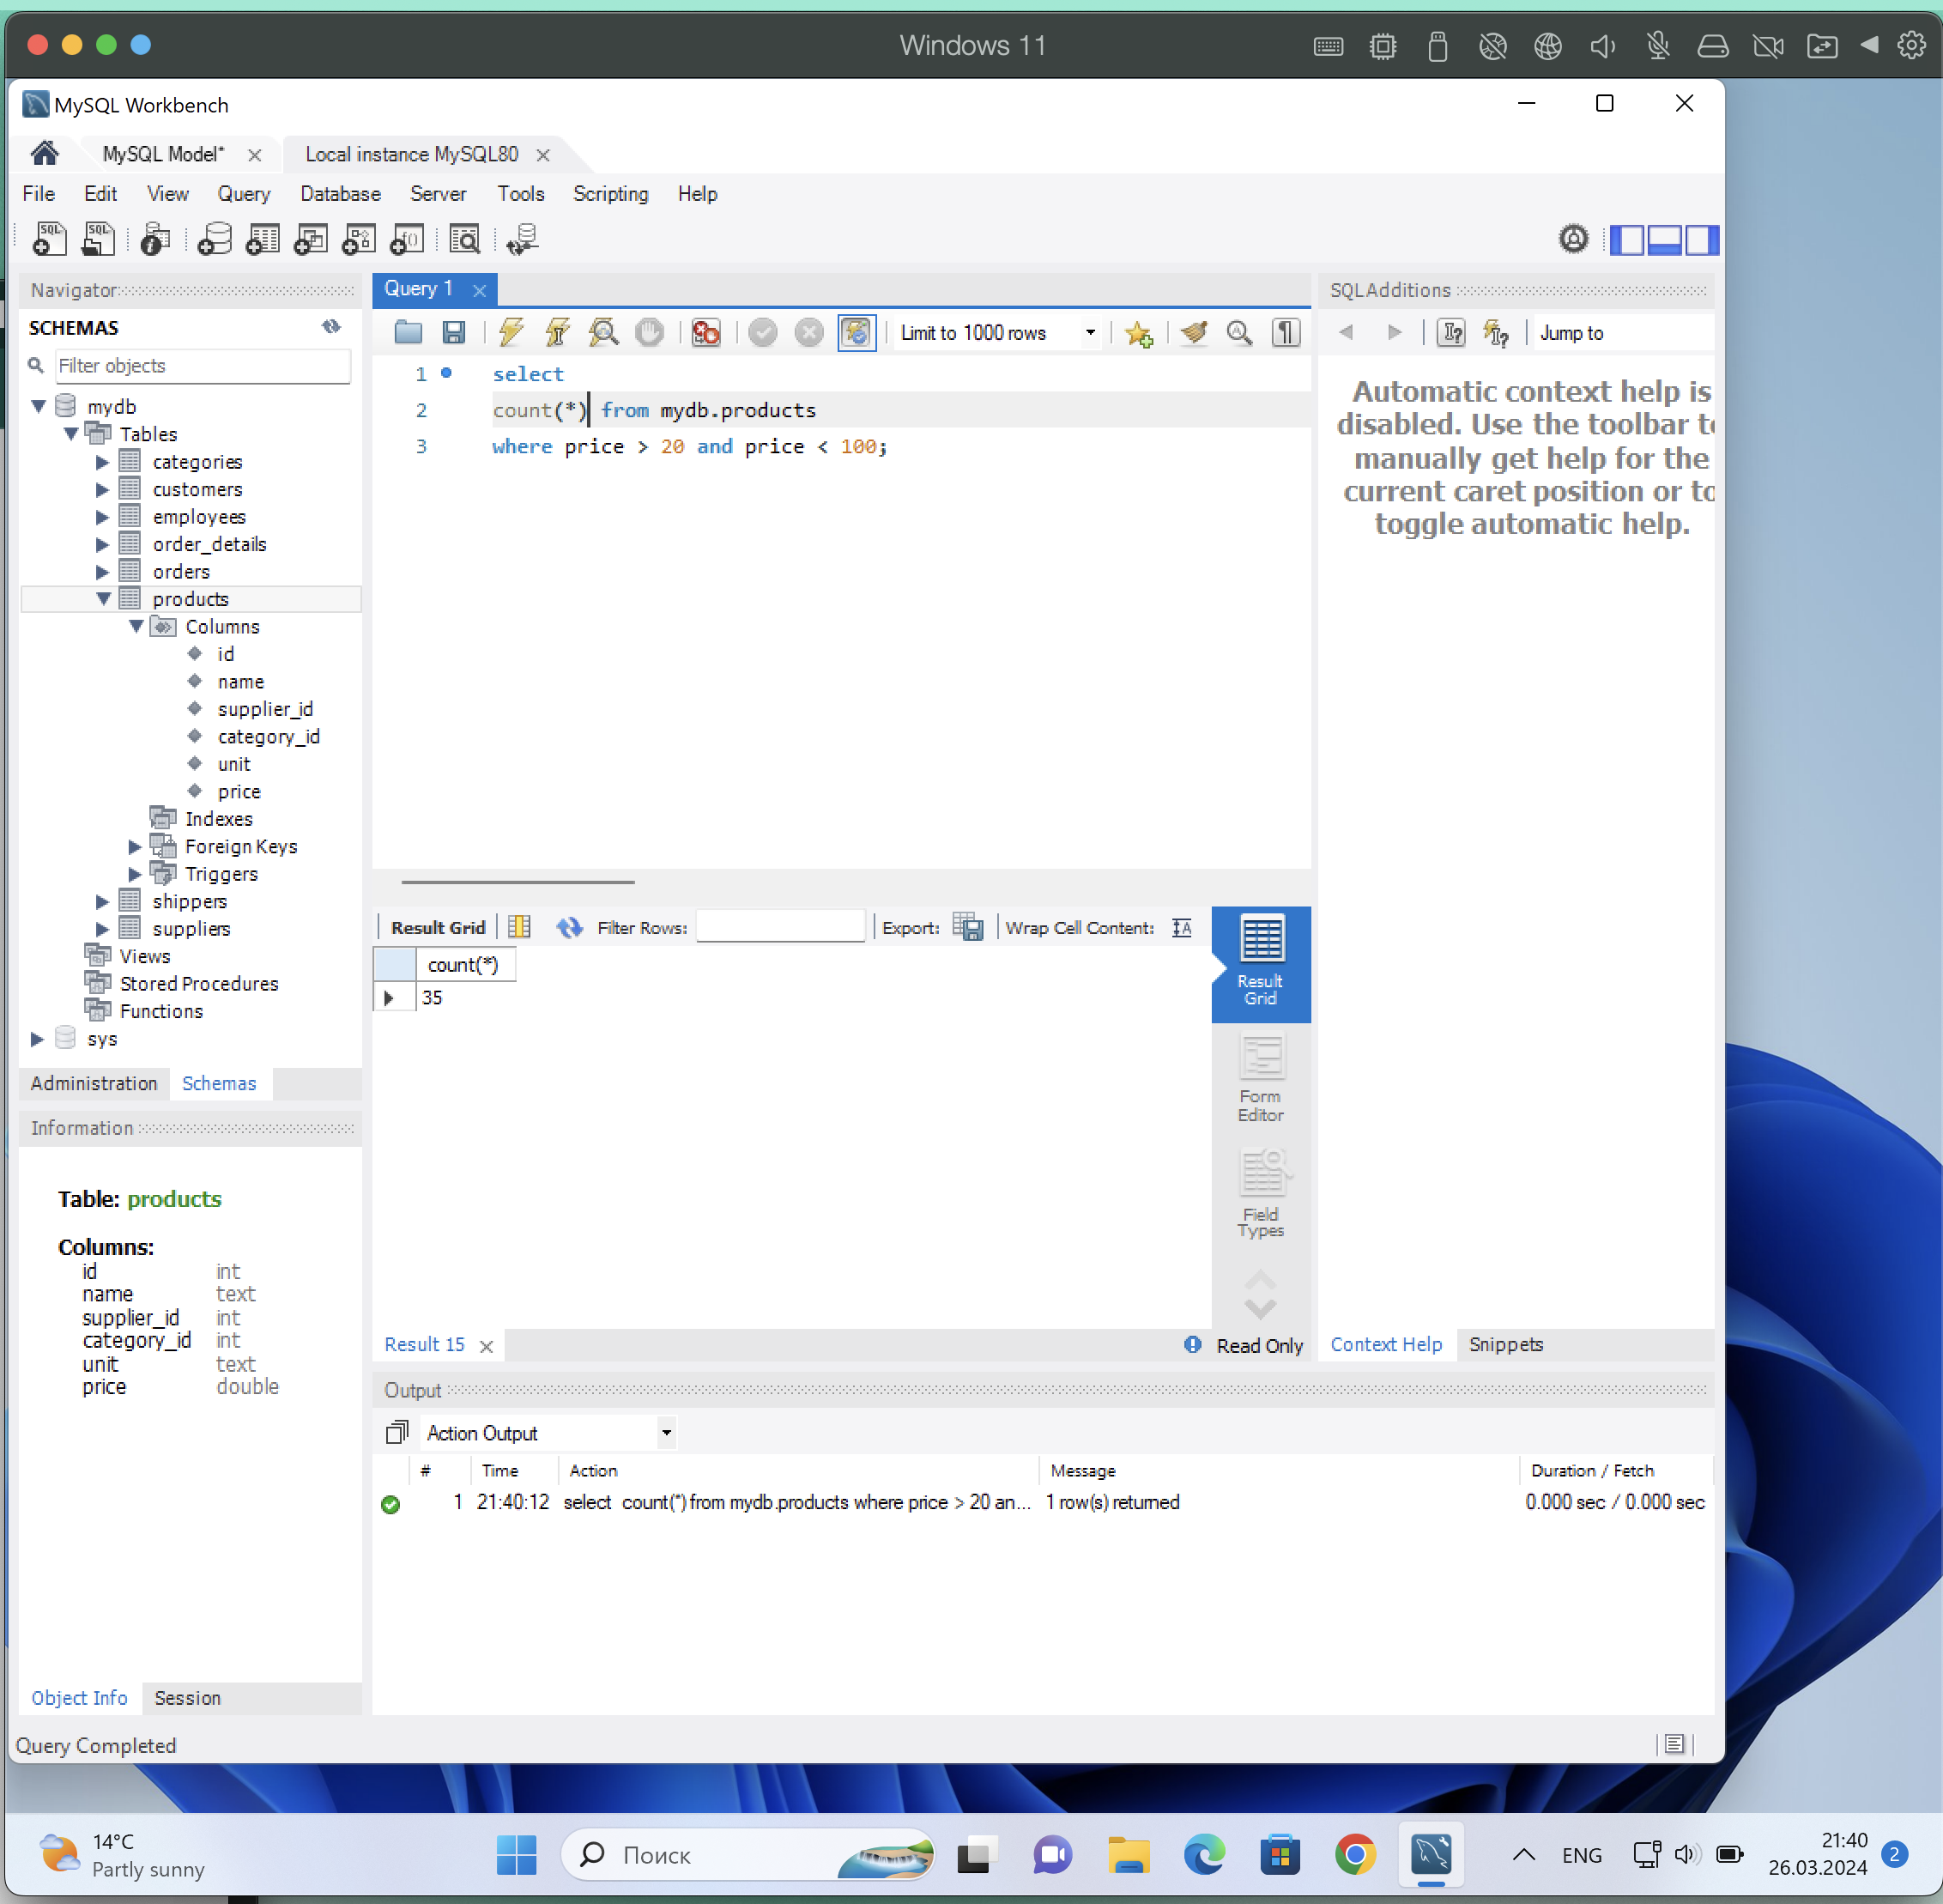 Windows 11
MySQL Workbench
MySQL Model*
Local instance MySQL80
File Edit View Query Database Server Tools Scripting Help
Navigator
SCHEMAS
Filter objects
mydb
Tables
categories
customers
employees
order_details
orders
products
Columns
id
name
supplier_id
category_id
unit
price
Indexes
Foreign Keys
Triggers
shippers
suppliers
Views
Stored Procedures
Functions
sys
Administration Schemas
Information
Table: products
Columns:
id int
name text
supplier_id int
category_id int
unit text
price double
Object Info Session
Query 1
Limit to 1000 rows
1 select
2 count(*) from mydb.products
3 where price > 20 and price < 100;
Result Grid Filter Rows: Export: Wrap Cell Content:
count(*)
35
Result
Grid
Form
Editor
Field
Types
Result 15
Read Only
SQLAdditions
Jump to
Automatic context help is
disabled. Use the toolbar to
manually get help for the
current caret position or to
toggle automatic help.
Context Help Snippets
Output
Action Output
# Time Action Message Duration / Fetch
1 21:40:12 select count(*) from mydb.products where price > 20 an... 1 row(s) returned 0.000 sec / 0.000 sec
Query Completed
14°C
Partly sunny
Поиск
ENG
21:40
26.03.2024
2